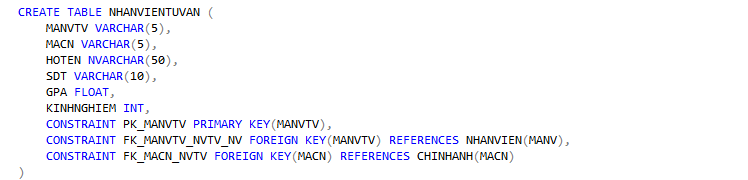 CREATE TABLE NHANVIENTUVAN (
MANVTV VARCHAR(5),
MACN VARCHAR(5),
HOTEN NVARCHAR(50),
SDT VARCHAR(10),
GPA FLOAT,
KINHNGHIEM INT,
CONSTRAINT PK_MANVTV PRIMARY KEY(MANVTV),
CONSTRAINT FK_MANVTV_NVTV_NV FOREIGN KEY(MANVTV) REFERENCES NHANVIEN(MANV),
CONSTRAINT FK_MACN_NVTV FOREIGN KEY(MACN) REFERENCES CHINHANH(MACN)
)